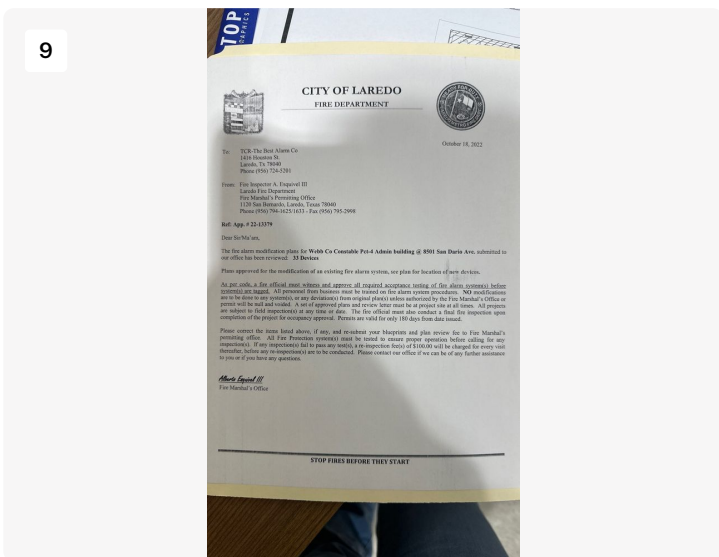 9
TOP
GRAPHICS
CITY OF LAREDO
FIRE DEPARTMENT
October 18, 2022
To: TCR-The Best Alarm Co
1416 Houston St.
Laredo, Tx 78040
Phone (956) 724-5201
From: Fire Inspector A. Esquivel III
Laredo Fire Department
Fire Marshal's Permitting Office
1120 San Bernardo, Laredo, Texas 78040
Phone (956) 794-1625/1633 - Fax (956) 795-2998
Ref: App. # 22-13379
Dear Sir/Ma'am,
The fire alarm modification plans for Webb Co Constable Pct-4 Admin building @ 8501 San Dario Ave. submitted to
our office has been reviewed: 33 Devices
Plans approved for the modification of an existing fire alarm system, see plan for location of new devices.
As per code, a fire official must witness and approve all required acceptance testing of fire alarm system(s) before
system(s) are tagged. All personnel from business must be trained on fire alarm system procedures. NO modifications
are to be done to any system(s), or any deviation(s) from original plan(s) unless authorized by the Fire Marshal's Office or
permit will be null and voided. A set of approved plans and review letter must be at project site at all times. All projects
are subject to field inspection(s) at any time or date. The fire official must also conduct a final fire inspection upon
completion of the project for occupancy approval. Permits are valid for only 180 days from date issued.
Please correct the items listed above, if any, and re-submit your blueprints and plan review fee to Fire Marshal's
permitting office. All Fire Protection system(s) must be tested to ensure proper operation before calling for any
inspection(s). If any inspection(s) fail to pass any test(s), a re-inspection fee(s) of $100.00 will be charged for every visit
thereafter, before any re-inspection(s) are to be conducted. Please contact our office if we can be of any further assistance
to you or if you have any questions.
Alberto Esquivel III
Fire Marshal's Office
STOP FIRES BEFORE THEY START